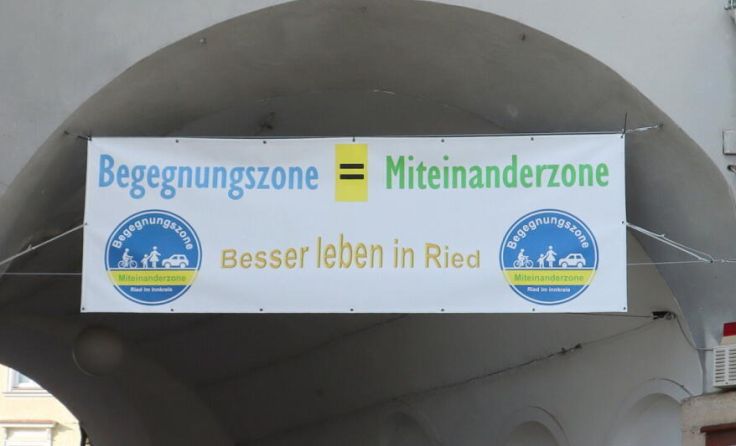 Begegnungszone = Miteinanderzone
Besser leben in Ried
Begegnungszone
Miteinanderzone
Ried im Innkreis
Begegnungszone
Miteinanderzone
Ried im Innkreis